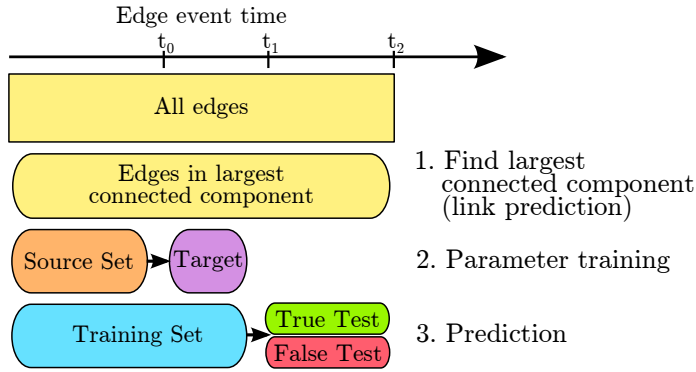 Edge event time
t0 t1 t2
All edges
Edges in largest
connected component
1. Find largest
connected component
(link prediction)
Source Set
Target
2. Parameter training
Training Set
True Test
False Test
3. Prediction